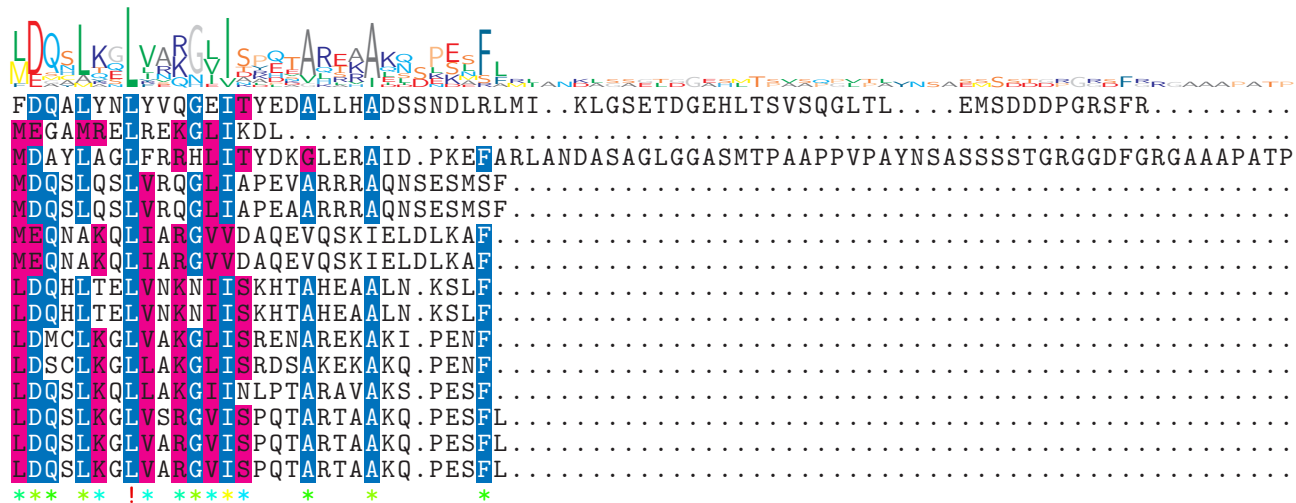 FDQALYNLYVQGEITYEDALLHADSSNDLRLMI..KLGSETDGEHLTSVSQGLTL....EMSDDDPGRSFR.........
MEGAMRELREKGLIKDL...............................................................
MDAYLAGLFRRHLITYDKGLERAID.PKEFARLANDASAGLGGASMTPAAPPVPAYNSASSSSTGRGGDFGRGAAAPATP
MDQSLQSLVRQGLIAPEVARRRAQNSESMSF.................................................
MDQSLQSLVRQGLIAPEAARRRAQNSESMSF.................................................
MEQNAKQLIARGVVDAQEVQSKIELDLKAF..................................................
MEQNAKQLIARGVVDAQEVQSKIELDLKAF..................................................
LDQHLTELVNKNIISKHTAHEAALN.KSLF..................................................
LDQHLTELVNKNIISKHTAHEAALN.KSLF..................................................
LDMCLKGLVAKGLISRENAREKAKI.PENF..................................................
LDSCLKGLLAKGLISRDSAKEKAKQ.PENF..................................................
LDQSLKQLLAKGIINLPTARAVAKS.PESF..................................................
LDQSLKGLVSRGVISPQTARTAAKQ.PESFL.................................................
LDQSLKGLVARGVISPQTARTAAKQ.PESFL.................................................
LDQSLKGLVARGVISPQTARTAAKQ.PESFL.................................................
*** ** !* *****   *   *      *